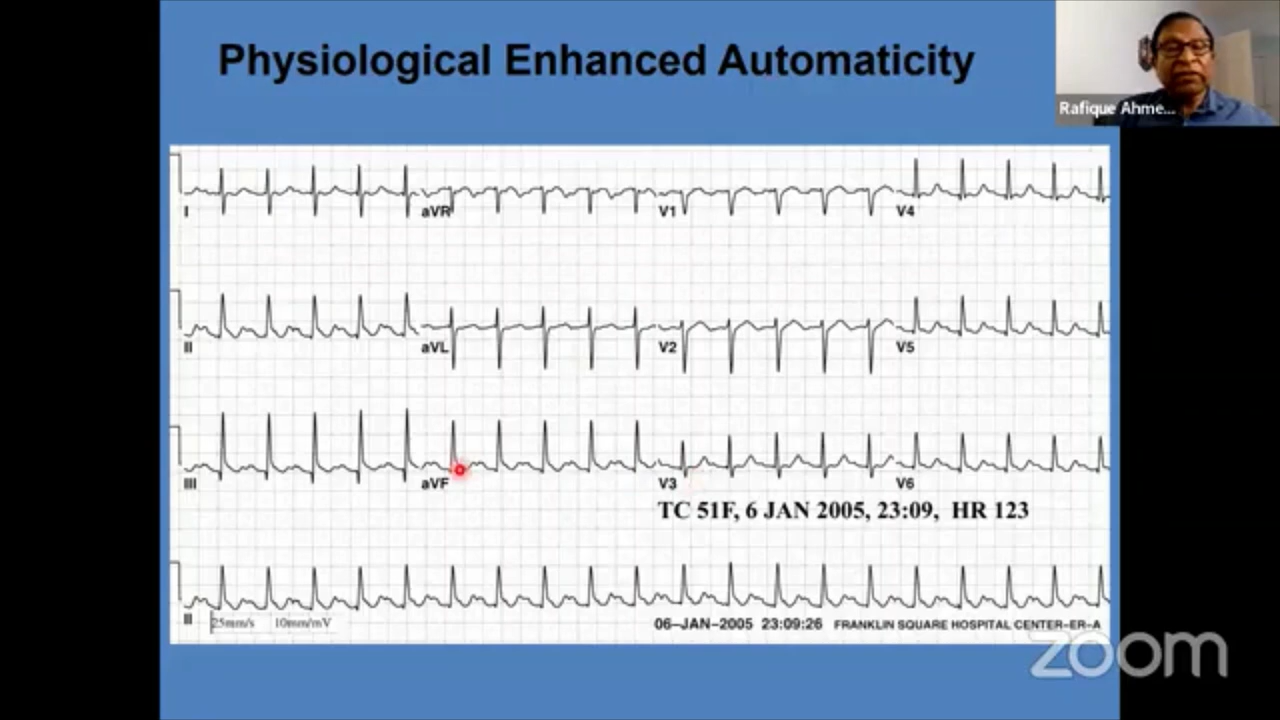 Physiological Enhanced Automaticity
Rafique Ahme...
I
aVR
V1
V4
II
aVL
V2
V5
III
aVF
V3
V6
TC 51F, 6 JAN 2005, 23:09, HR 123
II
25mm/s 10mm/mV
06-JAN-2005 23:09:26 FRANKLIN SQUARE HOSPITAL CENTER-ER-A
zoom